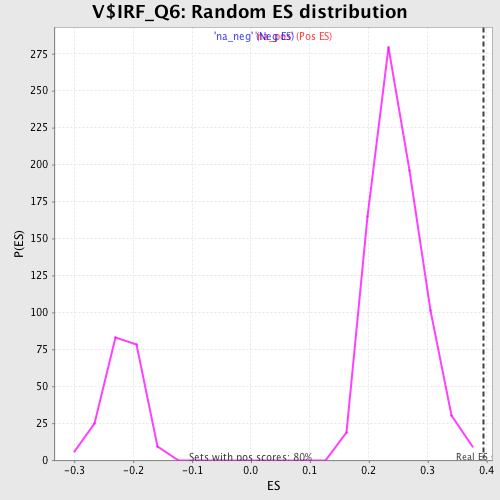 V$IRF_Q6: Random ES distribution
'na_neg' (Neg ES) 'na_pos' (Pos ES)
275
250
225
200
175
150
125
100
75
50
25
0
P(ES)
Sets with pos scores: 80%
Real ES
-0.3 -0.2 -0.1 0.0 0.1 0.2 0.3 0.4
ES